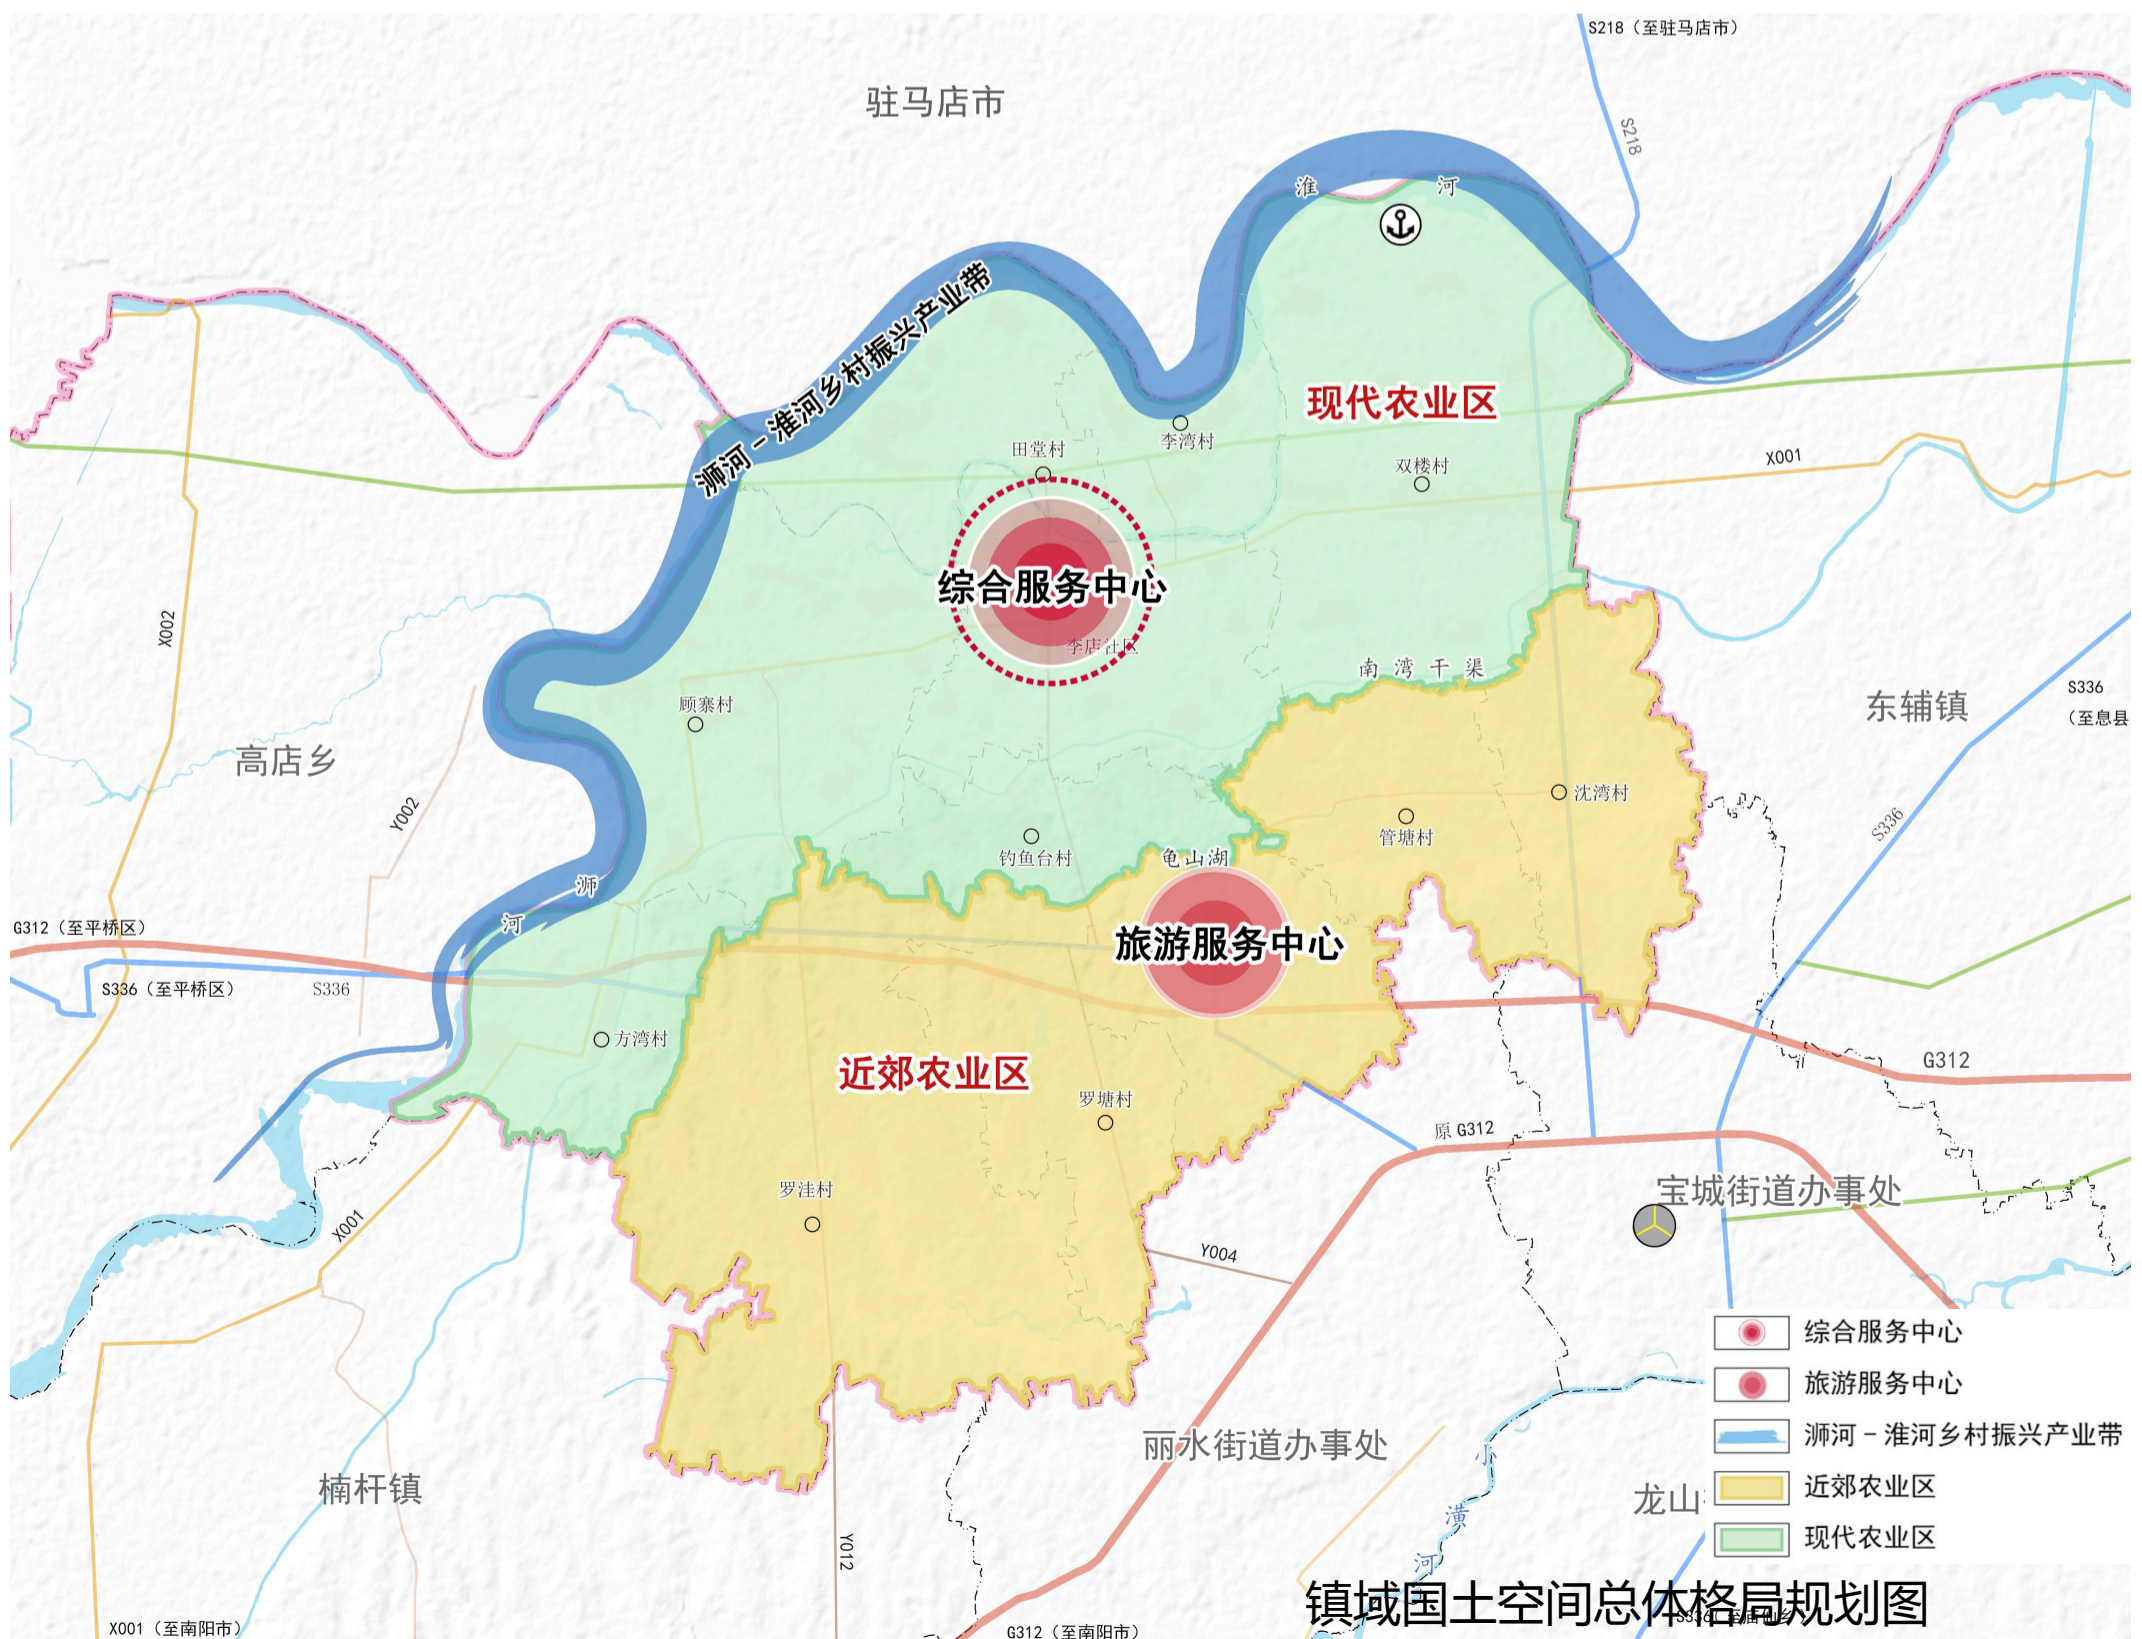 S218（至驻马店市）
驻马店市
S218
淮河
浉河－淮河乡村振兴产业带
现代农业区
李湾村
田堂村
双楼村
X001
综合服务中心
李店社区
X002
南湾干渠
东辅镇
S336
（至息县
顾寨村
高店乡
沈湾村
Y002
S336
管塘村
钓鱼台村
龟山湖
浉河
G312（至平桥区）
旅游服务中心
S336（至平桥区）
S336
方湾村
G312
近郊农业区
罗塘村
原 G312
罗洼村
宝城街道办事处
X001
Y004
综合服务中心
旅游服务中心
浉河－淮河乡村振兴产业带
近郊农业区
现代农业区
丽水街道办事处
小潢河
楠杆镇
龙山
Y012
镇域国土空间总体格局规划图
X001（至南阳市）
G312（至南阳市）